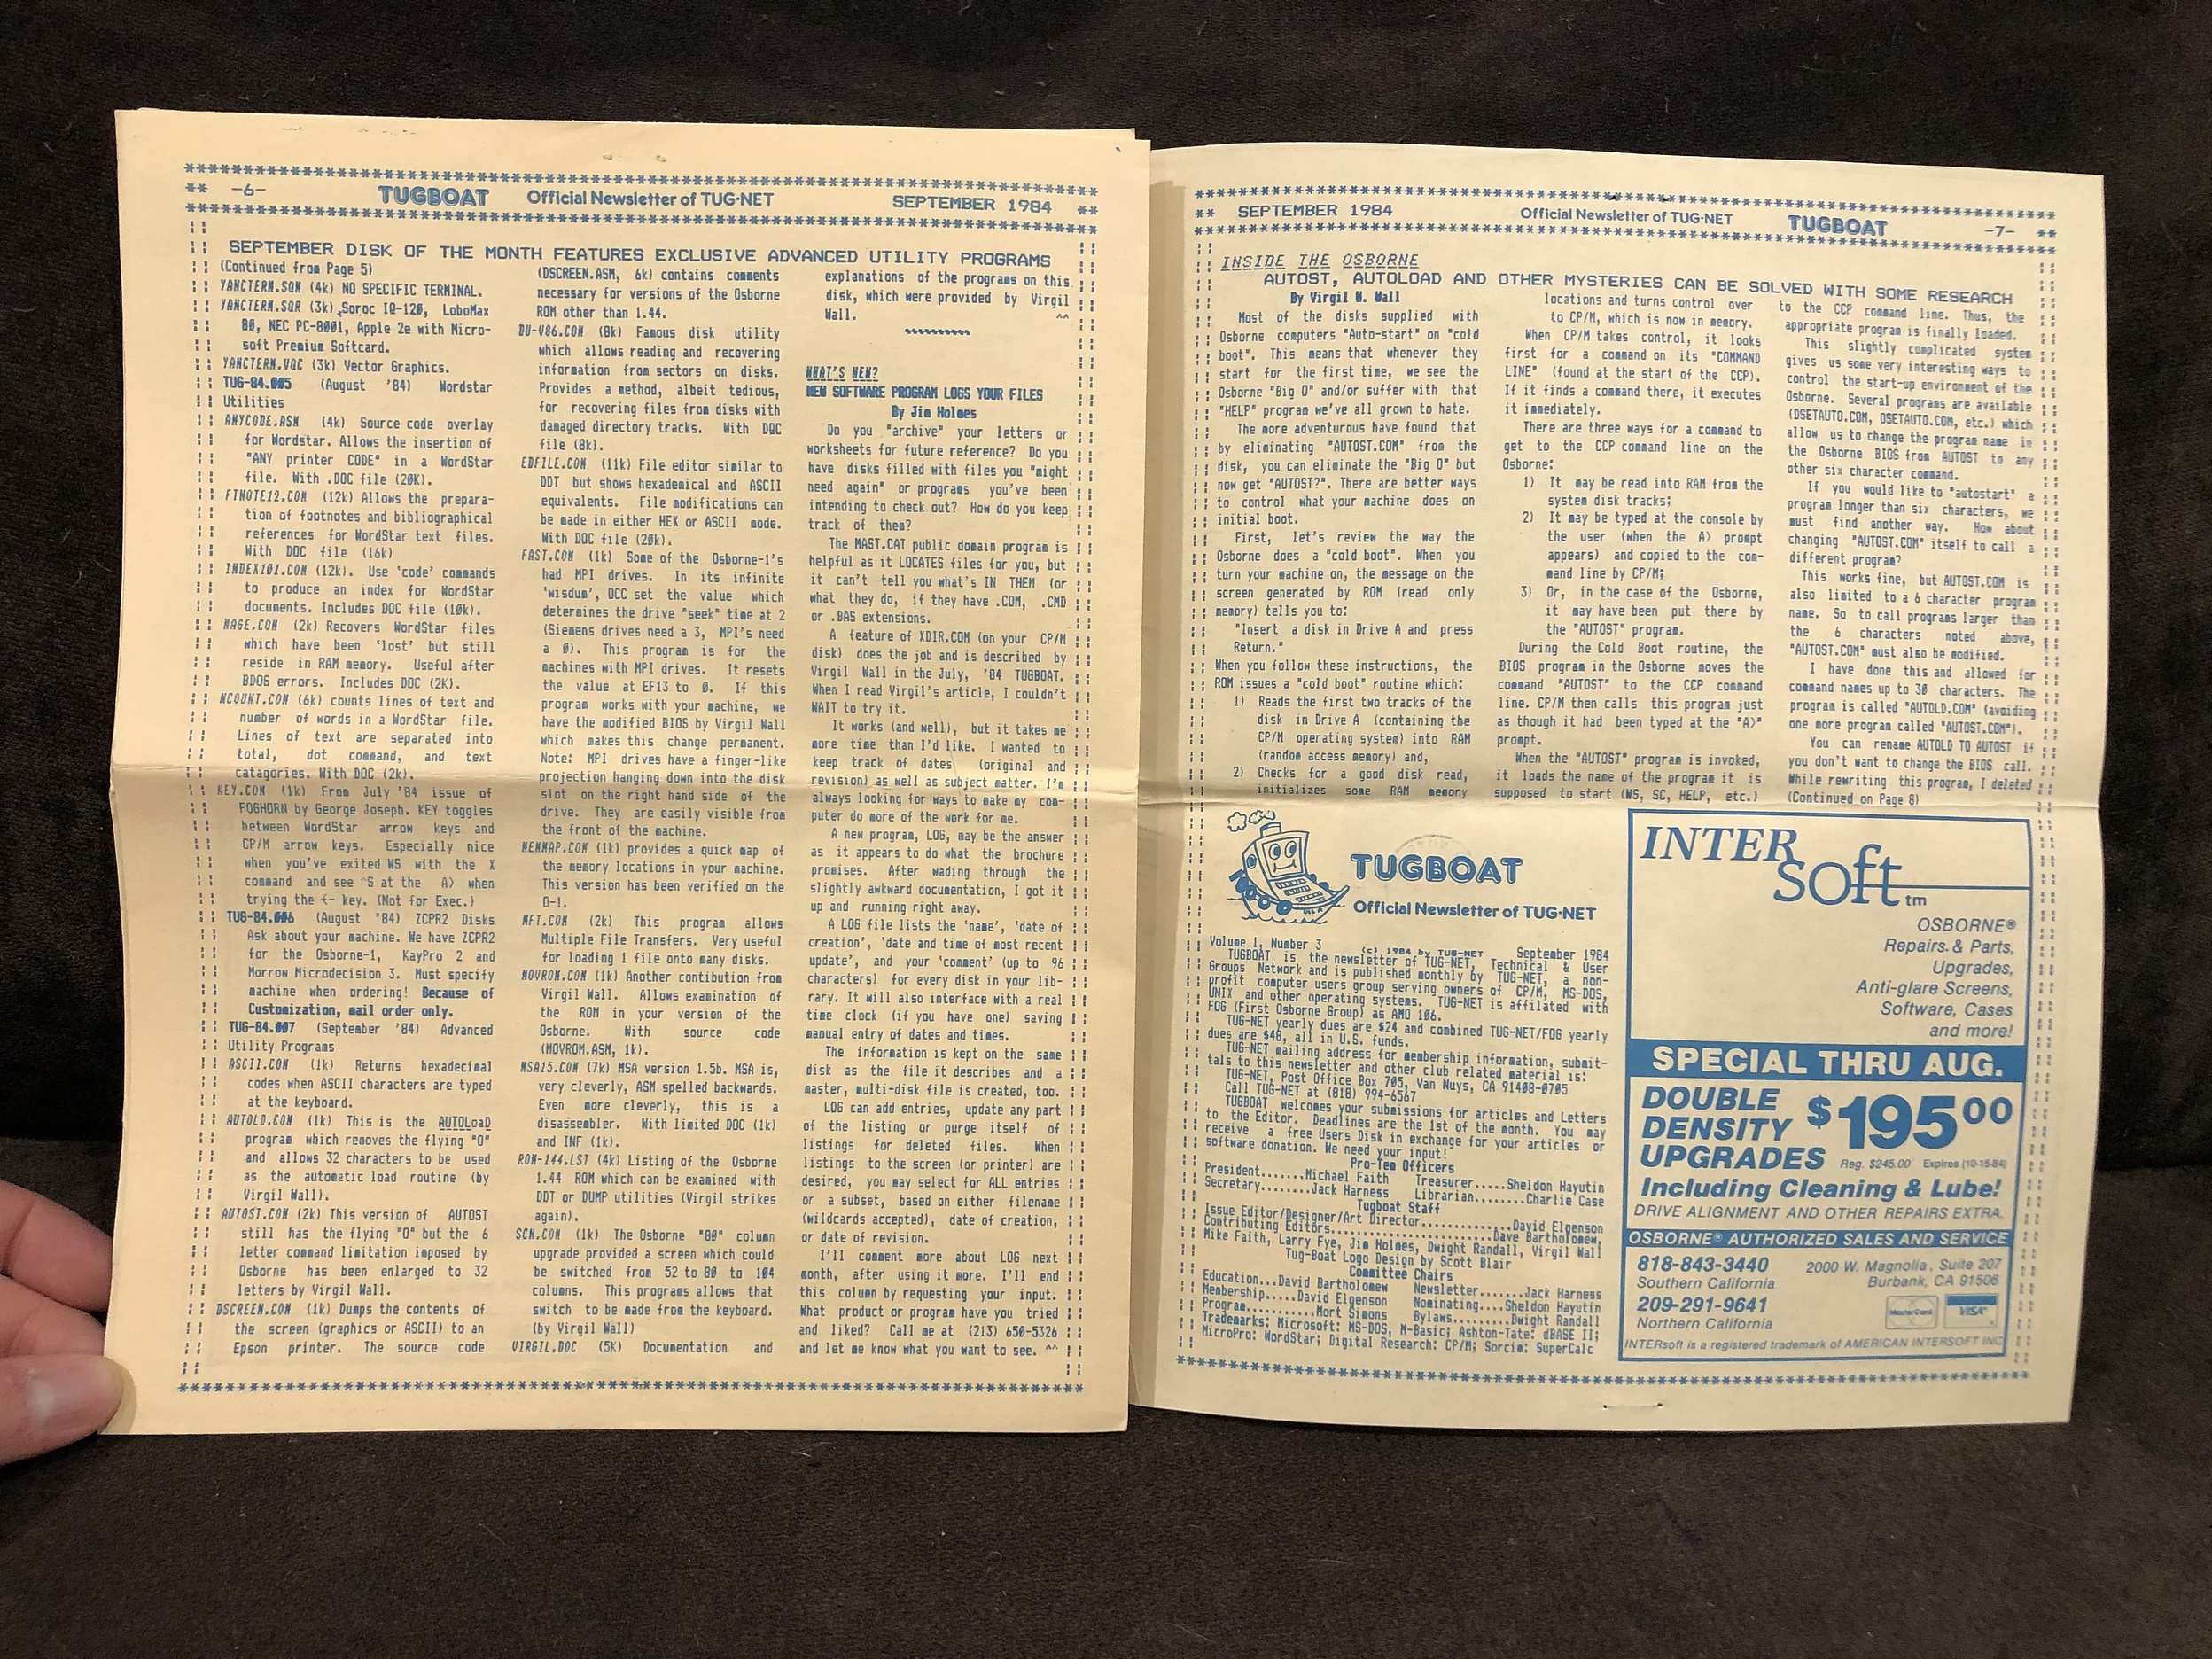 -6- TUGBOAT Official Newsletter of TUG·NET SEPTEMBER 1984
SEPTEMBER DISK OF THE MONTH FEATURES EXCLUSIVE ADVANCED UTILITY PROGRAMS
(Continued from Page 5)
YANCTERM.SQN (4k) NO SPECIFIC TERMINAL.
YANCTERM.SQR (3k) Soroc IQ-120, LoboMax
80, NEC PC-8001, Apple 2e with Micro-
soft Premium Softcard.
YANCTERM.VQC (3k) Vector Graphics.
TUG-84.005 (August '84) Wordstar
Utilities
ANYCODE.ASM (4k) Source code overlay
for Wordstar. Allows the insertion of
"ANY printer CODE" in a WordStar
file. With .DOC file (20K).
FTNOTE12.COM (12k) Allows the prepara-
tion of footnotes and bibliographical
references for WordStar text files.
With DOC file (16k)
INDEX101.COM (12k). Use 'code' commands
to produce an index for WordStar
documents. Includes DOC file (10k).
MAGE.COM (2k) Recovers WordStar files
which have been 'lost' but still
reside in RAM memory. Useful after
BDOS errors. Includes DOC (2K).
WCOUNT.COM (6k) counts lines of text and
number of words in a WordStar file.
Lines of text are separated into
total, dot command, and text
catagories. With DOC (2k).
KEY.COM (1k) From July '84 issue of
FOGHORN by George Joseph. KEY toggles
between WordStar arrow keys and
CP/M arrow keys. Especially nice
when you've exited WS with the X
command and see ^S at the A> when
trying the <- key. (Not for Exec.)
TUG-84.006 (August '84) ZCPR2 Disks
Ask about your machine. We have ZCPR2
for the Osborne-1, KayPro 2 and
Morrow Microdecision 3. Must specify
machine when ordering! Because of
Customization, mail order only.
TUG-84.007 (September '84) Advanced
Utility Programs
ASCII.COM (1k) Returns hexadecimal
codes when ASCII characters are typed
at the keyboard.
AUTOLD.COM (1k) This is the AUTOLoaD
program which removes the flying "O"
and allows 32 characters to be used
as the automatic load routine (by
Virgil Wall).
AUTOST.COM (2k) This version of AUTOST
still has the flying "O" but the 6
letter command limitation imposed by
Osborne has been enlarged to 32
letters by Virgil Wall.
DSCREEN.COM (1k) Dumps the contents of
the screen (graphics or ASCII) to an
Epson printer. The source code
(DSCREEN.ASM, 6k) contains comments
necessary for versions of the Osborne
ROM other than 1.44.
DU-V86.COM (8k) Famous disk utility
which allows reading and recovering
information from sectors on disks.
Provides a method, albeit tedious,
for recovering files from disks with
damaged directory tracks. With DQC
file (8k).
EDFILE.COM (11k) File editor similar to
DDT but shows hexademical and ASCII
equivalents. File modifications can
be made in either HEX or ASCII mode.
With DOC file (20k).
FAST.COM (1k) Some of the Osborne-1's
had MPI drives. In its infinite
'wisdum', OCC set the value which
determines the drive "seek" time at 2
(Siemens drives need a 3, MPI's need
a 0). This program is for the
machines with MPI drives. It resets
the value at EF13 to 0. If this
program works with your machine, we
have the modified BIOS by Virgil Wall
which makes this change permanent.
Note: MPI drives have a finger-like
projection hanging down into the disk
slot on the right hand side of the
drive. They are easily visible from
the front of the machine.
MEMMAP.COM (1k) provides a quick map of
the memory locations in your machine.
This version has been verified on the
O-1.
MFT.COM (2k) This program allows
Multiple File Transfers. Very useful
for loading 1 file onto many disks.
MOVROM.COM (1k) Another contibution from
Virgil Wall. Allows examination of
the ROM in your version of the
Osborne. With source code
(MOVROM.ASM, 1k).
MSA15.COM (7k) MSA version 1.5b. MSA is,
very cleverly, ASM spelled backwards.
Even more cleverly, this is a
disassembler. With limited DOC (1k)
and INF (1k).
ROM-144.LST (4k) Listing of the Osborne
1.44 ROM which can be examined with
DDT or DUMP utilities (Virgil strikes
again).
SCN.COM (1k) The Osborne "80" column
upgrade provided a screen which could
be switched from 52 to 80 to 104
columns. This programs allows that
switch to be made from the keyboard.
(by Virgil Wall)
VIRGIL.DOC (5K) Documentation and
explanations of the programs on this
disk, which were provided by Virgil
Wall. ^^
WHAT'S NEW?
NEW SOFTWARE PROGRAM LOGS YOUR FILES
By Jim Holmes
Do you "archive" your letters or
worksheets for future reference? Do you
have disks filled with files you "might
need again" or programs you've been
intending to check out? How do you keep
track of them?
The MAST.CAT public domain program is
helpful as it LOCATES files for you, but
it can't tell you what's IN THEM (or
what they do, if they have .COM, .CMD
or .BAS extensions.
A feature of XDIR.COM (on your CP/M
disk) does the job and is described by
Virgil Wall in the July, '84 TUGBOAT.
When I read Virgil's article, I couldn't
WAIT to try it.
It works (and well), but it takes me
more time than I'd like. I wanted to
keep track of dates (original and
revision) as well as subject matter. I'm
always looking for ways to make my com-
puter do more of the work for me.
A new program, LOG, may be the answer
as it appears to do what the brochure
promises. After wading through the
slightly awkward documentation, I got it
up and running right away.
A LOG file lists the 'name', 'date of
creation', 'date and time of most recent
update', and your 'comment' (up to 96
characters) for every disk in your lib-
rary. It will also interface with a real
time clock (if you have one) saving
manual entry of dates and times.
The information is kept on the same
disk as the file it describes and a
master, multi-disk file is created, too.
LOG can add entries, update any part
of the listing or purge itself of
listings for deleted files. When
listings to the screen (or printer) are
desired, you may select for ALL entries
or a subset, based on either filename
(wildcards accepted), date of creation,
or date of revision.
I'll comment more about LOG next
month, after using it more. I'll end
this column by requesting your input.
What product or program have you tried
and liked? Call me at (213) 650-5326
and let me know what you want to see. ^^
SEPTEMBER 1984 Official Newsletter of TUG·NET TUGBOAT -7-
INSIDE THE OSBORNE
AUTOST, AUTOLOAD AND OTHER MYSTERIES CAN BE SOLVED WITH SOME RESEARCH
By Virgil W. Wall
Most of the disks supplied with
Osborne computers "Auto-start" on "cold
boot". This means that whenever they
start for the first time, we see the
Osborne "Big O" and/or suffer with that
"HELP" program we've all grown to hate.
The more adventurous have found that
by eliminating "AUTOST.COM" from the
disk, you can eliminate the "Big O" but
now get "AUTOST?". There are better ways
to control what your machine does on
initial boot.
First, let's review the way the
Osborne does a "cold boot". When you
turn your machine on, the message on the
screen generated by ROM (read only
memory) tells you to:
"Insert a disk in Drive A and press
Return."
When you follow these instructions, the
ROM issues a "cold boot" routine which:
1) Reads the first two tracks of the
disk in Drive A (containing the
CP/M operating system) into RAM
(random access memory) and,
2) Checks for a good disk read,
initializes some RAM memory
locations and turns control over
to CP/M, which is now in memory.
When CP/M takes control, it looks
first for a command on its "COMMAND
LINE" (found at the start of the CCP).
If it finds a command there, it executes
it immediately.
There are three ways for a command to
get to the CCP command line on the
Osborne:
1) It may be read into RAM from the
system disk tracks;
2) It may be typed at the console by
the user (when the A> prompt
appears) and copied to the com-
mand line by CP/M;
3) Or, in the case of the Osborne,
it may have been put there by
the "AUTOST" program.
During the Cold Boot routine, the
BIOS program in the Osborne moves the
command "AUTOST" to the CCP command
line. CP/M then calls this program just
as though it had been typed at the "A>"
prompt.
When the "AUTOST" program is invoked,
it loads the name of the program it is
supposed to start (WS, SC, HELP, etc.)
to the CCP command line. Thus, the
appropriate program is finally loaded.
This slightly complicated system
gives us some very interesting ways to
control the start-up environment of the
Osborne. Several programs are available
(DSETAUTO.COM, OSETAUTO.COM, etc.) which
allow us to change the program name in
the Osborne BIOS from AUTOST to any
other six character command.
If you would like to "autostart" a
program longer than six characters, we
must find another way. How about
changing "AUTOST.COM" itself to call a
different program?
This works fine, but AUTOST.COM is
also limited to a 6 character program
name. So to call programs larger than
the 6 characters noted above,
"AUTOST.COM" must also be modified.
I have done this and allowed for
command names up to 30 characters. The
program is called "AUTOLD.COM" (avoiding
one more program called "AUTOST.COM").
You can rename AUTOLD TO AUTOST if
you don't want to change the BIOS call.
While rewriting this program, I deleted
(Continued on Page 8)
TUGBOAT
Official Newsletter of TUG·NET
Volume 1, Number 3 (c) 1984 by TUG-NET September 1984
TUGBOAT is the newsletter of TUG-NET, Technical & User
Groups Network and is published monthly by TUG-NET, a non-
profit computer users group serving owners of CP/M, MS-DOS,
UNIX and other operating systems. TUG-NET is affilated with
FOG (First Osborne Group) as AMO 106.
TUG-NET yearly dues are $24 and combined TUG-NET/FOG yearly
dues are $48, all in U.S. funds.
TUG-NET mailing address for membership information, submit-
tals to this newsletter and other club related material is:
TUG-NET, Post Office Box 705, Van Nuys, CA 91408-0705
Call TUG-NET at (818) 994-6567
TUGBOAT welcomes your submissions for articles and Letters
to the Editor. Deadlines are the 1st of the month. You may
receive a free Users Disk in exchange for your articles or
software donation. We need your input!
Pro-Tem Officers
President.......Michael Faith Treasurer.....Sheldon Hayutin
Secretary........Jack Harness Librarian........Charlie Case
Tugboat Staff
Issue Editor/Designer/Art Director.............David Elgenson
Contributing Editors.......................Dave Bartholomew,
Mike Faith, Larry Fye, Jim Holmes, Dwight Randall, Virgil Wall
Tug-Boat Logo Design by Scott Blair
Committee Chairs
Education...David Bartholomew Newsletter.......Jack Harness
Membership.....David Elgenson Nominating....Sheldon Hayutin
Program..........Mort Simons Bylaws.........Dwight Randall
Trademarks: Microsoft: MS-DOS, M-Basic; Ashton-Tate: dBASE II;
MicroPro: WordStar; Digital Research: CP/M; Sorcim: SuperCalc
INTER
soft tm
OSBORNE®
Repairs & Parts,
Upgrades,
Anti-glare Screens,
Software, Cases
and more!
SPECIAL THRU AUG.
DOUBLE
DENSITY
UPGRADES
$195 00
Reg. $245.00 Expires (10-15-84)
Including Cleaning & Lube!
DRIVE ALIGNMENT AND OTHER REPAIRS EXTRA.
OSBORNE® AUTHORIZED SALES AND SERVICE
818-843-3440
Southern California
209-291-9641
Northern California
2000 W. Magnolia, Suite 207
Burbank, CA 91506
MasterCard VISA
INTERsoft is a registered trademark of AMERICAN INTERSOFT INC